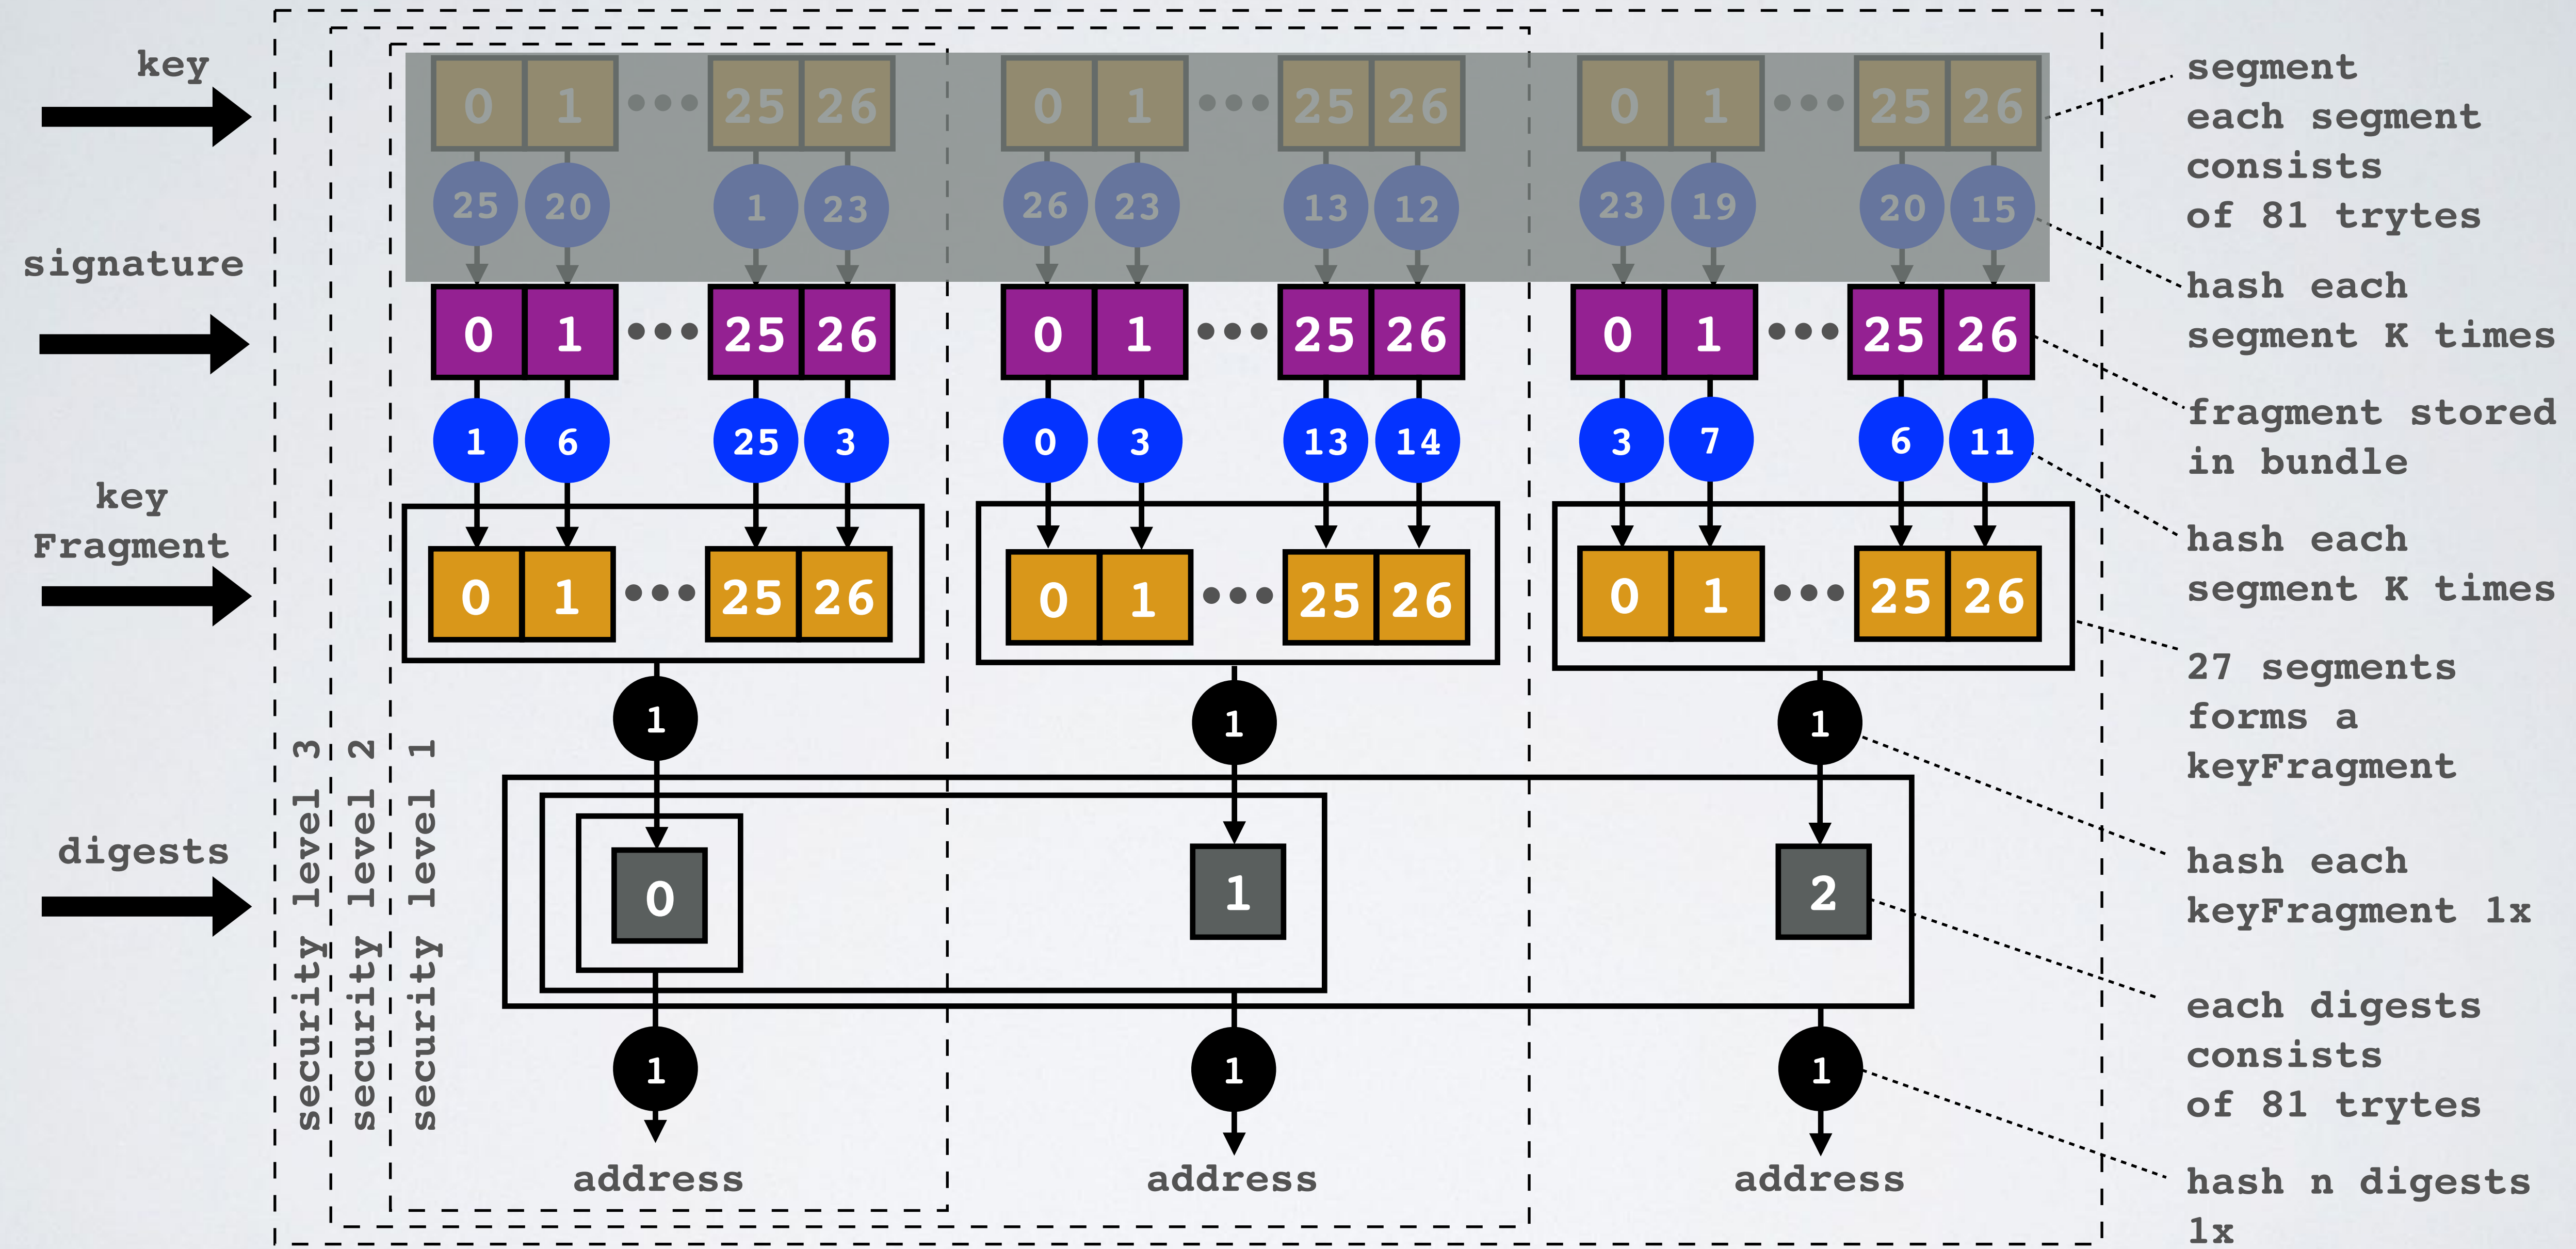 key
0 1 ••• 25 26 0 1 ••• 25 26 0 1 ••• 25 26
25 20 1 23 26 23 13 12 23 19 20 15
signature
0 1 ••• 25 26 0 1 ••• 25 26 0 1 ••• 25 26
1 6 25 3 0 3 13 14 3 7 6 11
key
Fragment
0 1 ••• 25 26 0 1 ••• 25 26 0 1 ••• 25 26
1 1 1
digests
0 1 2
1 1 1
address address address
security level 3
security level 2
security level 1
segment
each segment
consists
of 81 trytes
hash each
segment K times
fragment stored
in bundle
hash each
segment K times
27 segments
forms a
keyFragment
hash each
keyFragment 1x
each digests
consists
of 81 trytes
hash n digests
1x